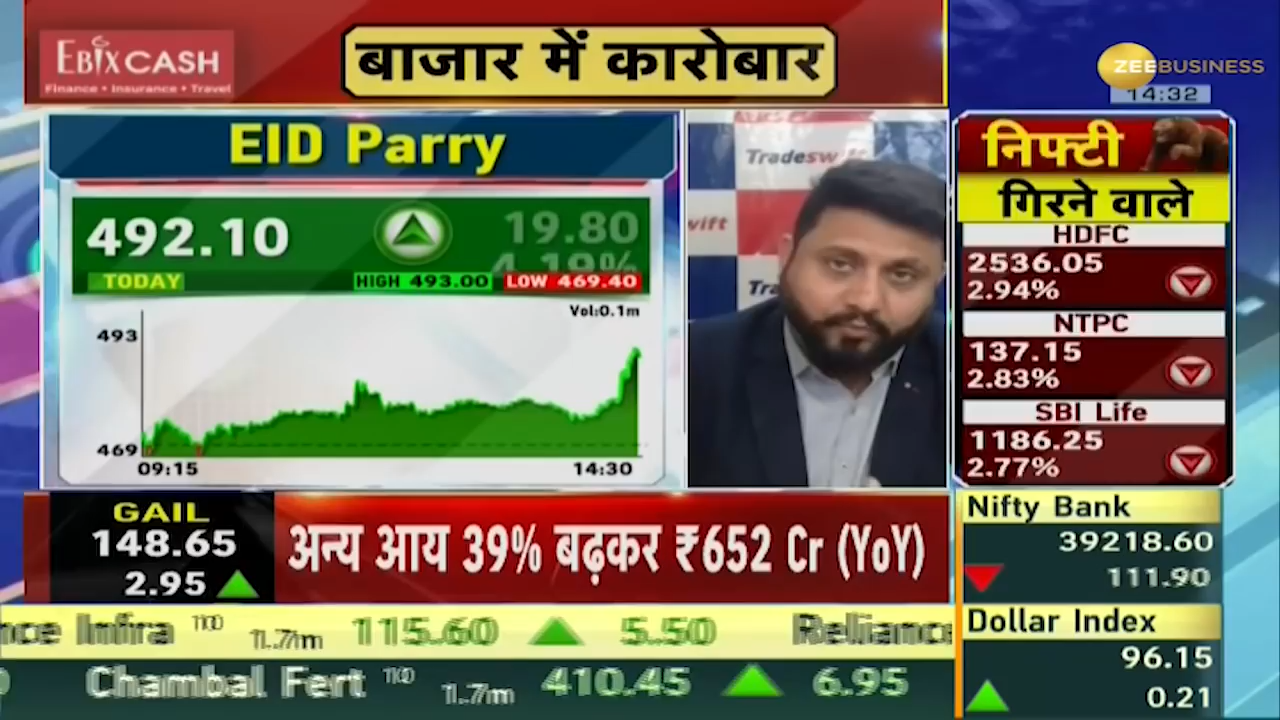 EBIXCASH
Finance • Insurance • Travel
बाजार में कारोबार
ZEEBUSINESS
14:32
EID Parry
492.10
19.80
4.19%
TODAY
HIGH 493.00
LOW 469.40
Vol:0.1m
493
469
09:15
14:30
Tradeswift
wift
Tra
निफ्टी
गिरने वाले
HDFC
2536.05
2.94%
NTPC
137.15
2.83%
SBI Life
1186.25
2.77%
GAIL
148.65
2.95
अन्य आय 39% बढ़कर ₹652 Cr (YoY)
Nifty Bank
39218.60
111.90
Dollar Index
96.15
0.21
nce Infra 1.7m 115.60 5.50 Reliance
Chambal Fert 1.7m 410.45 6.95